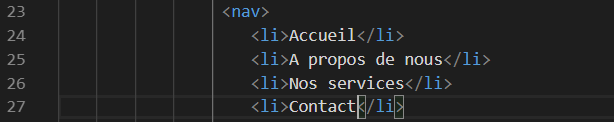 23 <nav>
24 <li>Accueil</li>
25 <li>A propos de nous</li>
26 <li>Nos services</li>
27 <li>Contact</li>